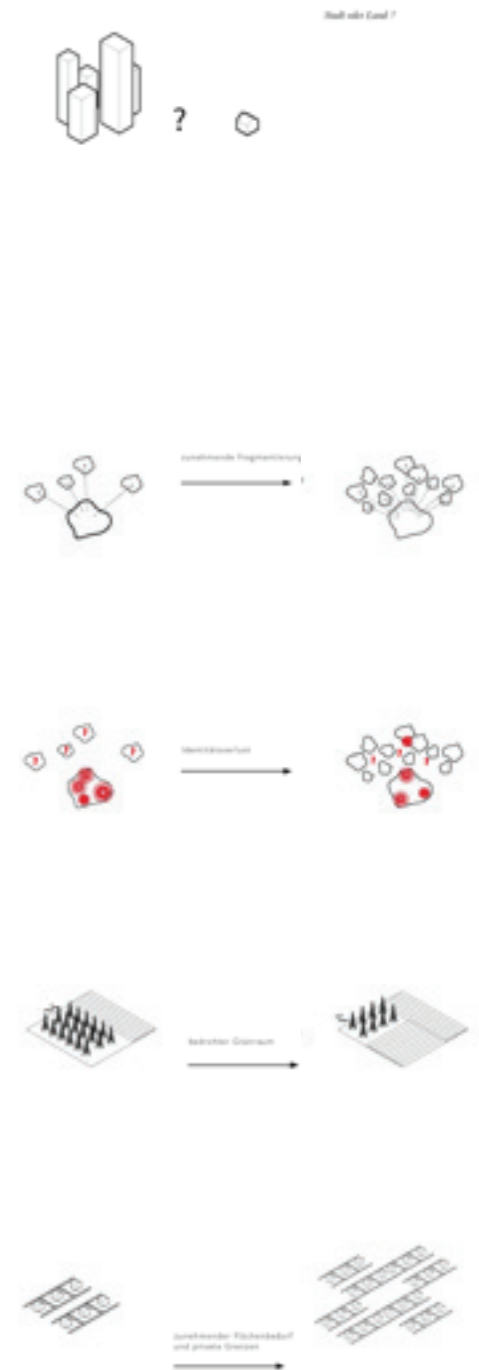 Stadt oder Land ?
?
zunehmende Fragmentierung
Identitätsverlust
bedrohter Grünraum
zunehmender Flächenbedarf
und private Grenzen